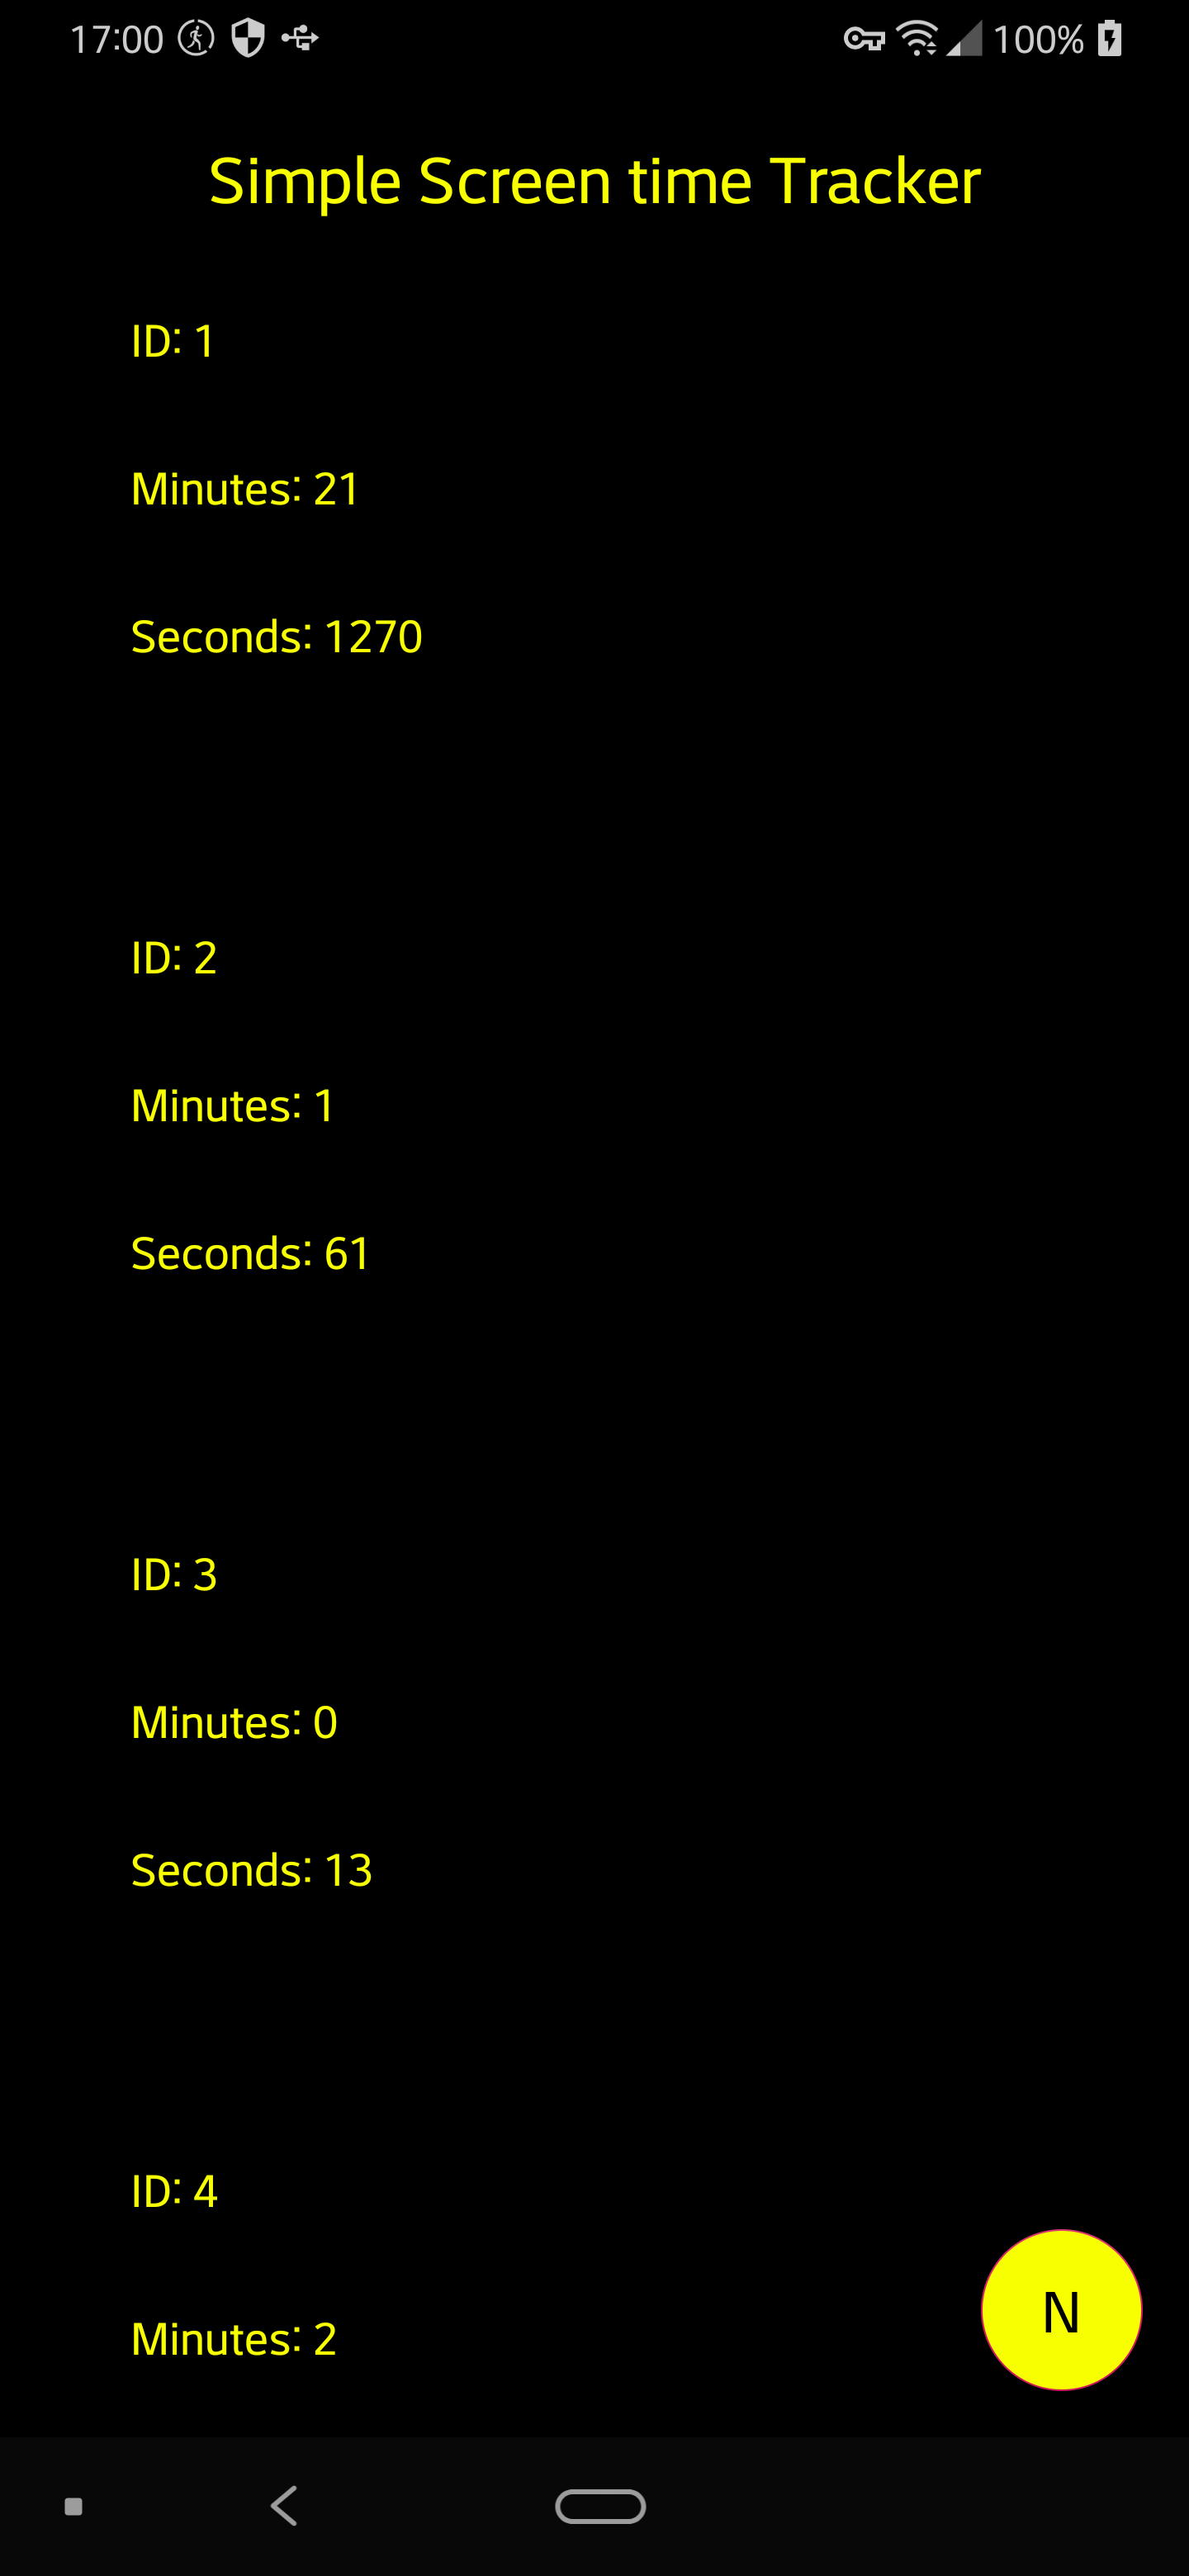 17:00 100%
Simple Screen time Tracker
ID: 1
Minutes: 21
Seconds: 1270
ID: 2
Minutes: 1
Seconds: 61
ID: 3
Minutes: 0
Seconds: 13
ID: 4
Minutes: 2
N